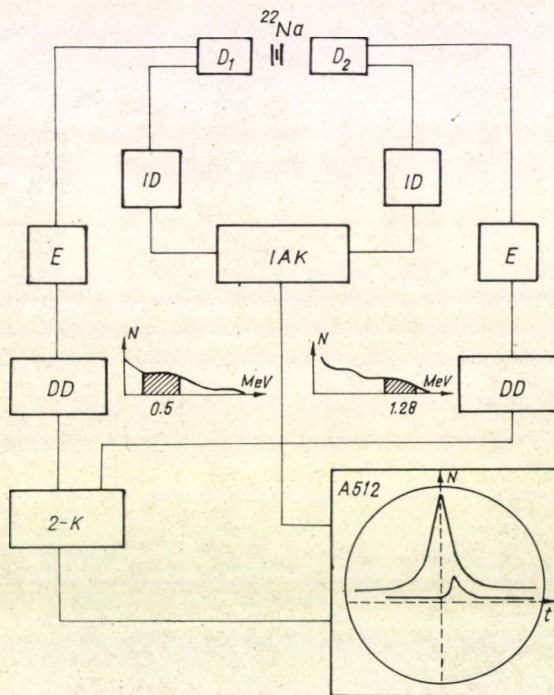 ²²Na
D₁
D₂
ID
ID
E
IAK
E
N
MeV
0.5
N
MeV
1.28
DD
DD
2-K
A512
N
t